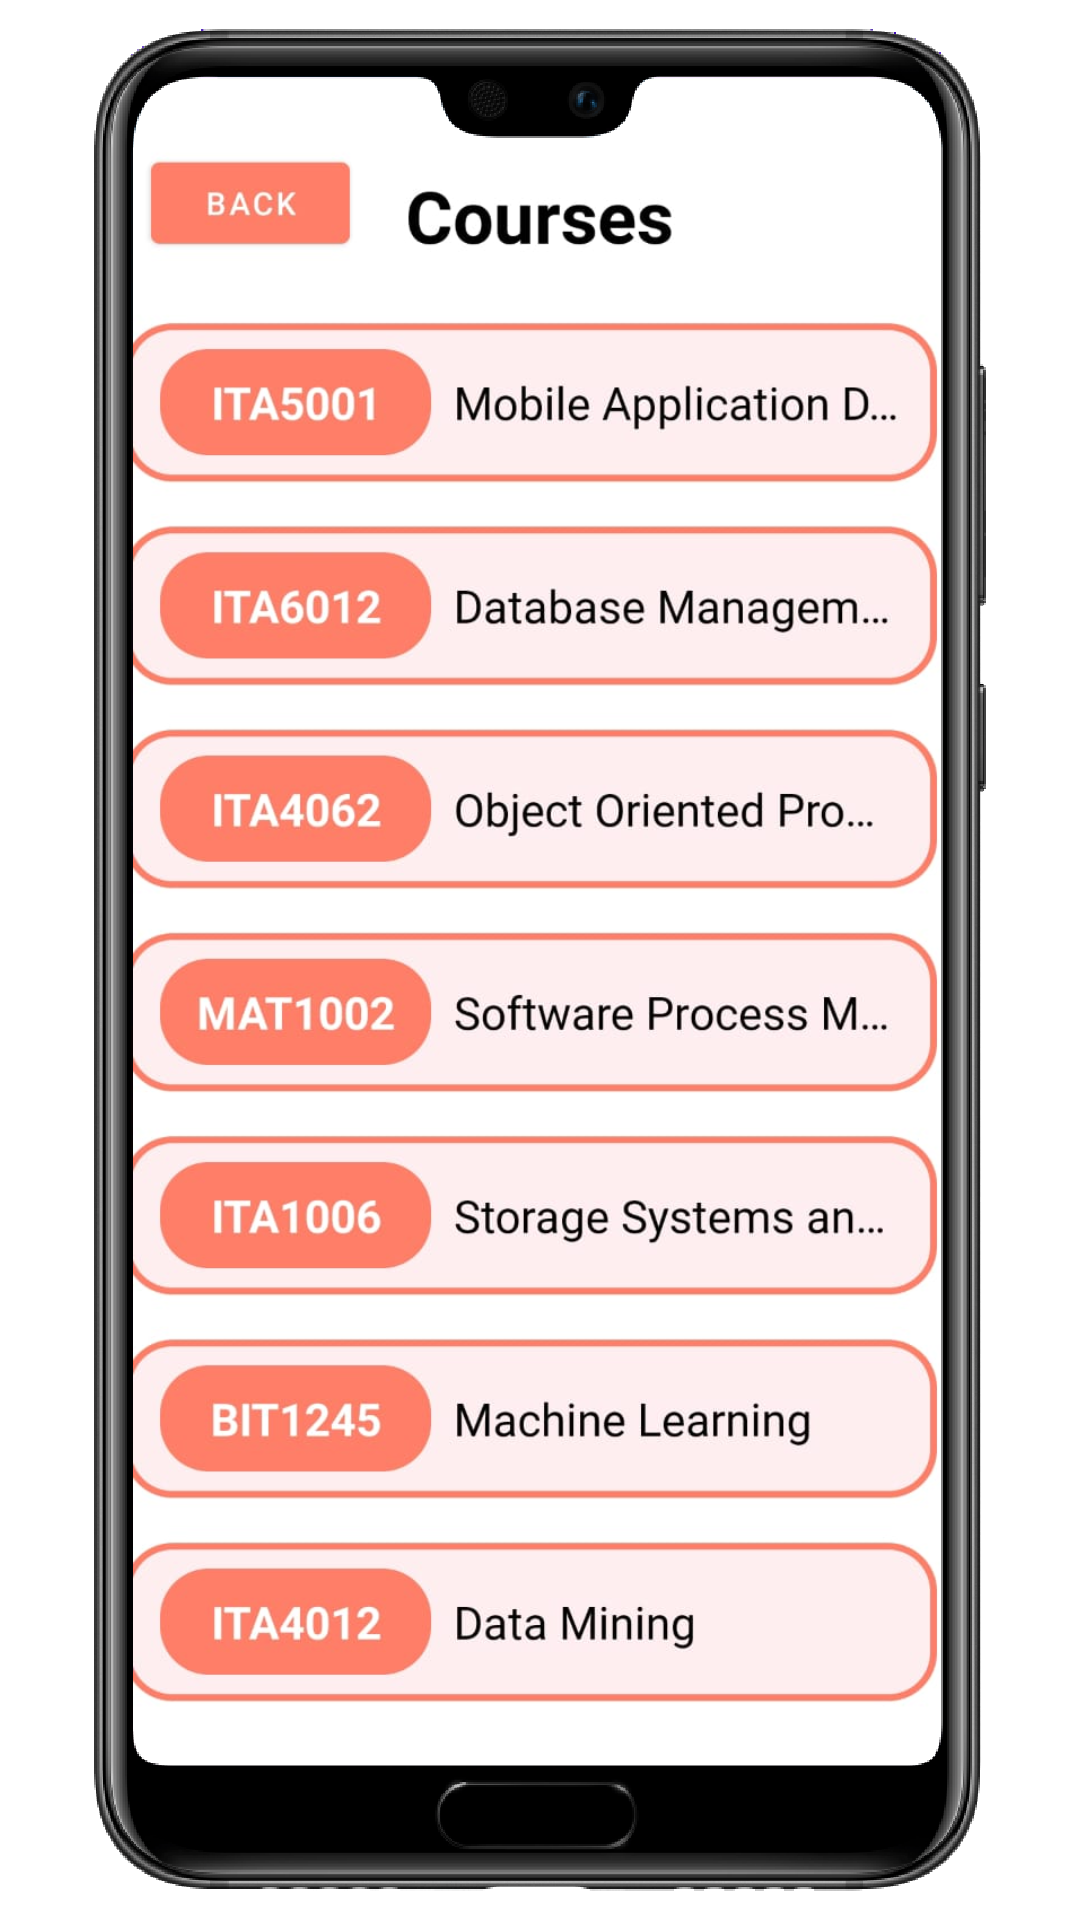 BACK
Courses
ITA5001 Mobile Application D...
ITA6012 Database Managem...
ITA4062 Object Oriented Pro...
MAT1002 Software Process M...
ITA1006 Storage Systems an...
BIT1245 Machine Learning
ITA4012 Data Mining